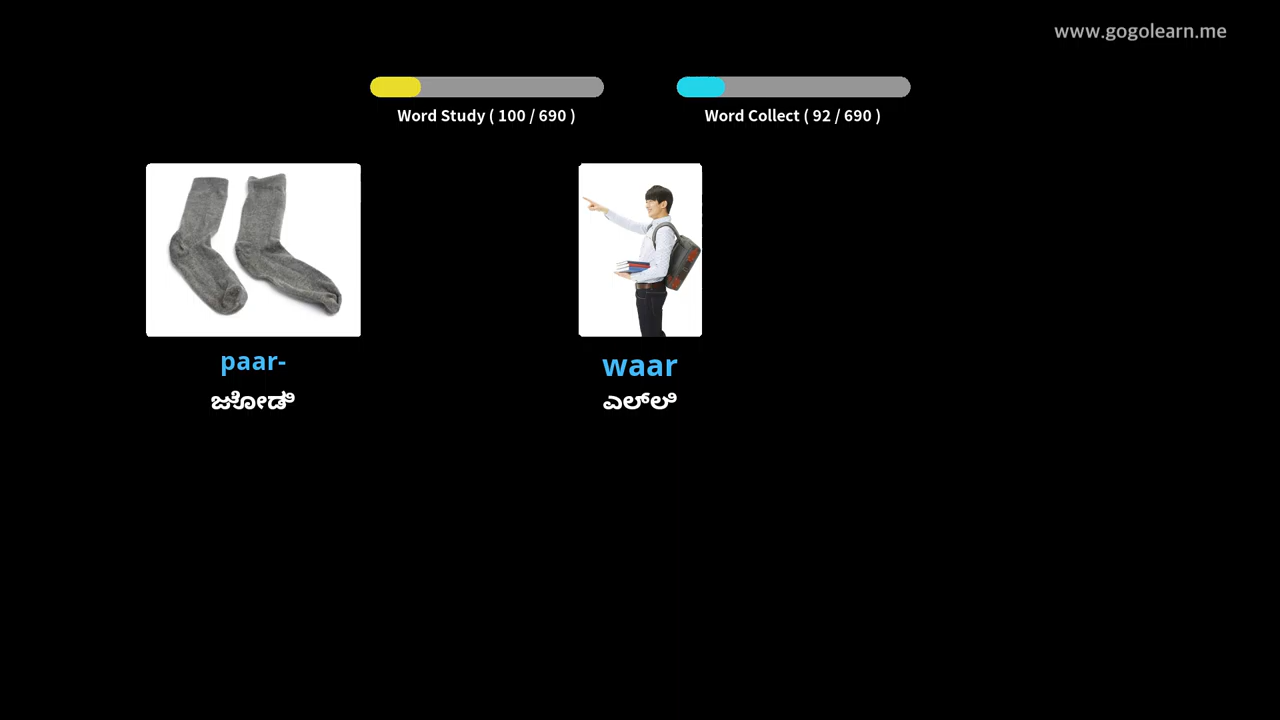 www.gogolearn.me
Word Study ( 100 / 690 )
Word Collect ( 92 / 690 )
paar-
ಜೋಡಿ
waar
ಎಲ್ಲಿ